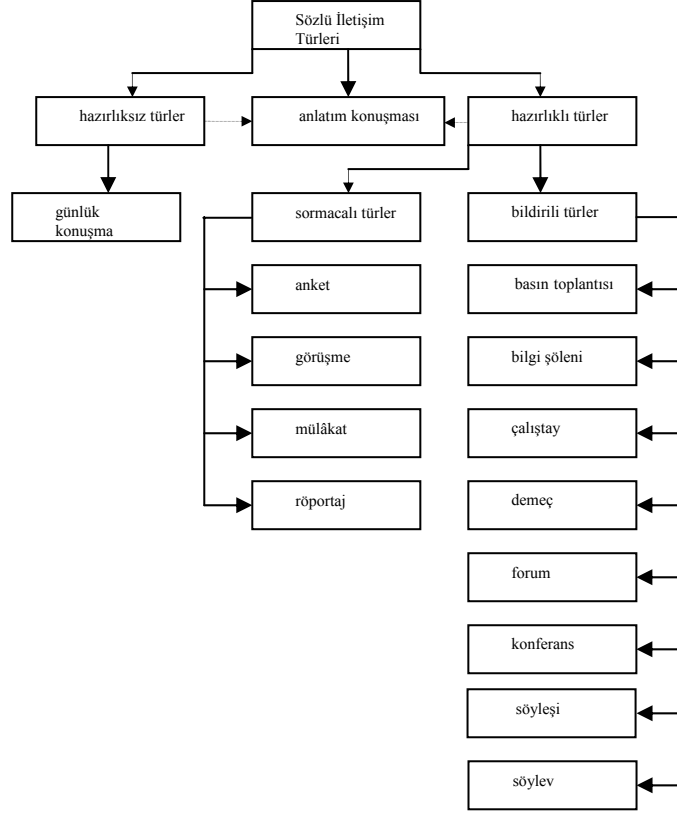 Sözlü İletişim
Türleri
hazırlıksız türler
anlatım konuşması
hazırlıklı türler
günlük
konuşma
sormacalı türler
bildirili türler
anket
basın toplantısı
görüşme
bilgi şöleni
mülâkat
çalıştay
röportaj
demeç
forum
konferans
söyleşi
söylev